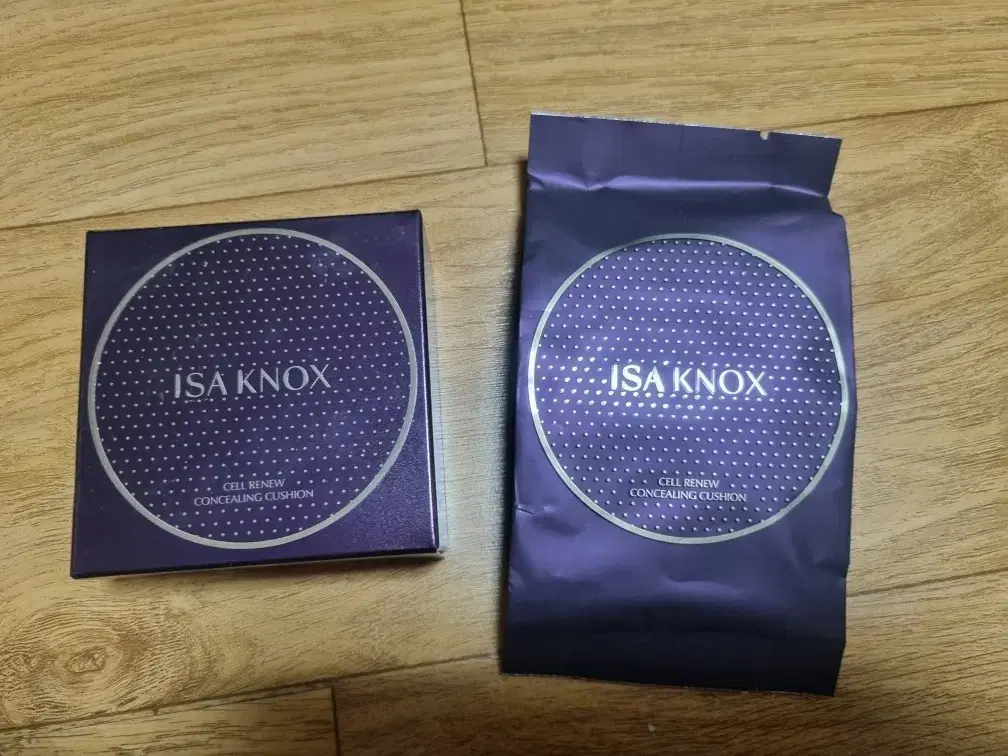 ISA KNOX
CELL RENEW
CONCEALING CUSHION
ISA KNOX
CELL RENEW
CONCEALING CUSHION